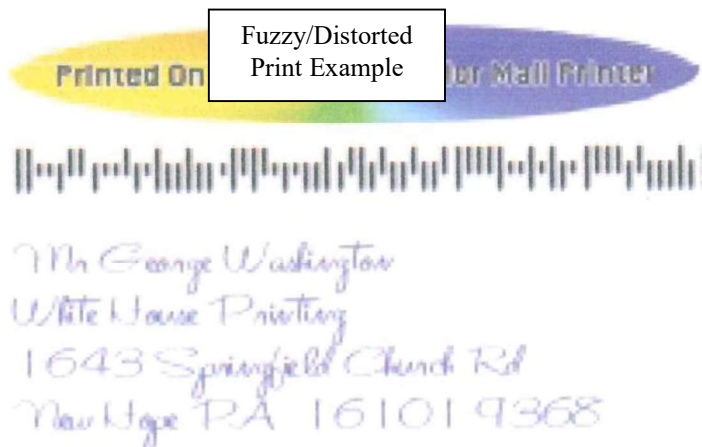 Fuzzy/Distorted
Print Example
Printed On
lor Mail Printer
Mr George Washington
White House Printing
1643 Springfield Church Rd
New Hope PA 16101 9368